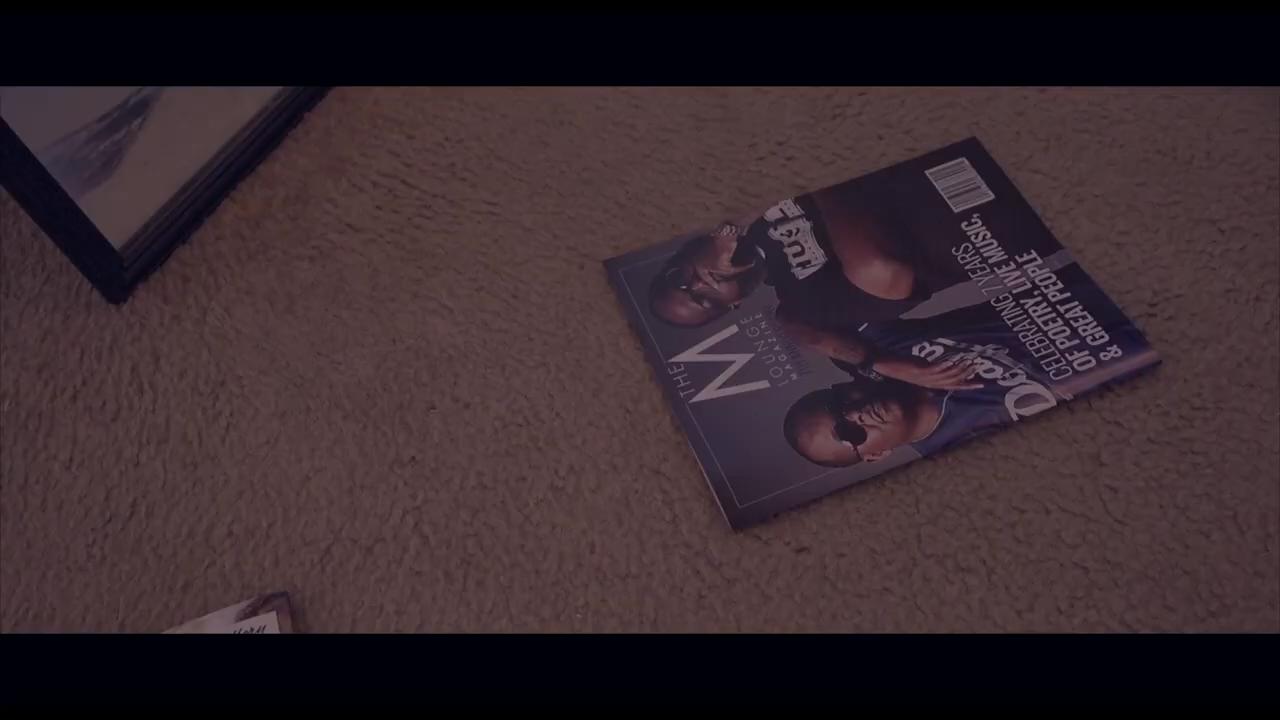 THE
M
LOUNGE
MAGAZINE
CELEBRATING 7 YEARS
OF POETRY, LIVE MUSIC,
& GREAT PEOPLE